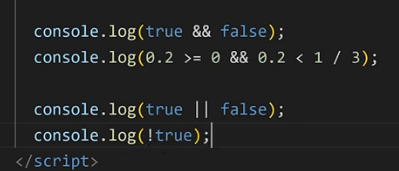 console.log(true && false);
console.log(0.2 >= 0 && 0.2 < 1 / 3);
console.log(true || false);
console.log(!true);
</script>